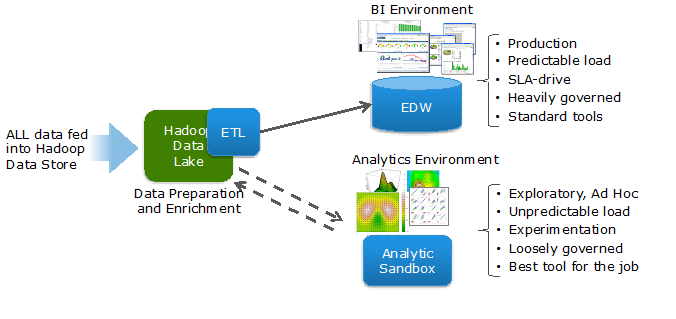 BI Environment
• Production
• Predictable load
• SLA-drive
• Heavily governed
• Standard tools
EDW
ALL data fed
into Hadoop
Data Store
Hadoop
Data
Lake
ETL
Data Preparation
and Enrichment
Analytics Environment
• Exploratory, Ad Hoc
• Unpredictable load
• Experimentation
• Loosely governed
• Best tool for the job
Analytic
Sandbox